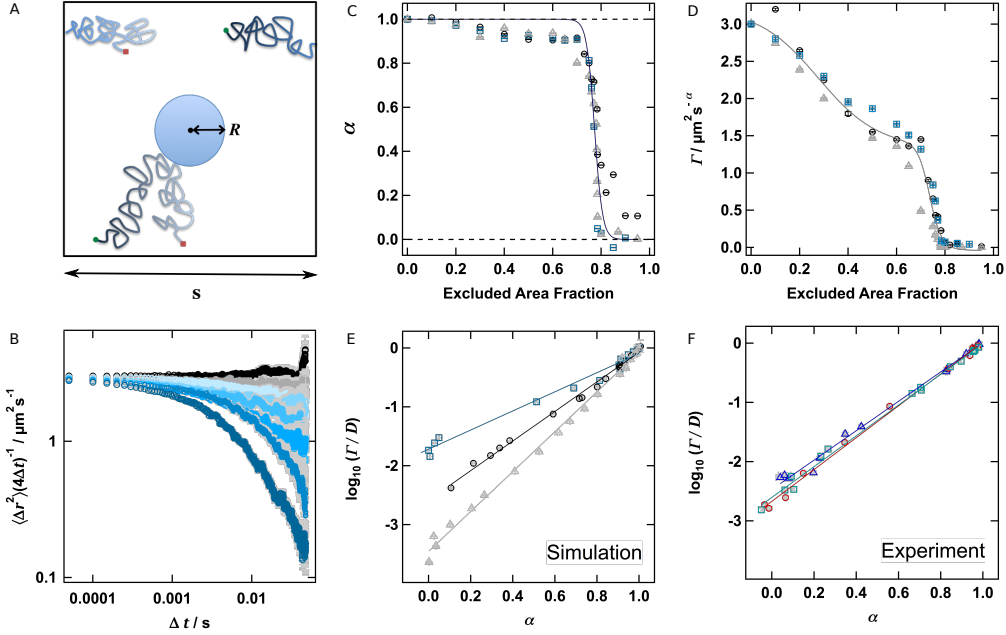 A
R
s
B
1
0.1
0.0001
0.001
0.01
Δ t / s
⟨Δr²⟩(4Δt)⁻¹ / μm² s⁻¹
C
1.0
0.8
0.6
0.4
0.2
0.0
α
0.0 0.2 0.4 0.6 0.8 1.0
Excluded Area Fraction
D
3.0
2.5
2.0
1.5
1.0
0.5
0.0
Γ / μm² s⁻ᵅ
0.0 0.2 0.4 0.6 0.8 1.0
Excluded Area Fraction
E
0
-1
-2
-3
log₁₀ (Γ / D)
Simulation
0.0 0.2 0.4 0.6 0.8 1.0
α
F
0
-1
-2
-3
log₁₀ (Γ / D)
Experiment
0.0 0.2 0.4 0.6 0.8 1.0
α